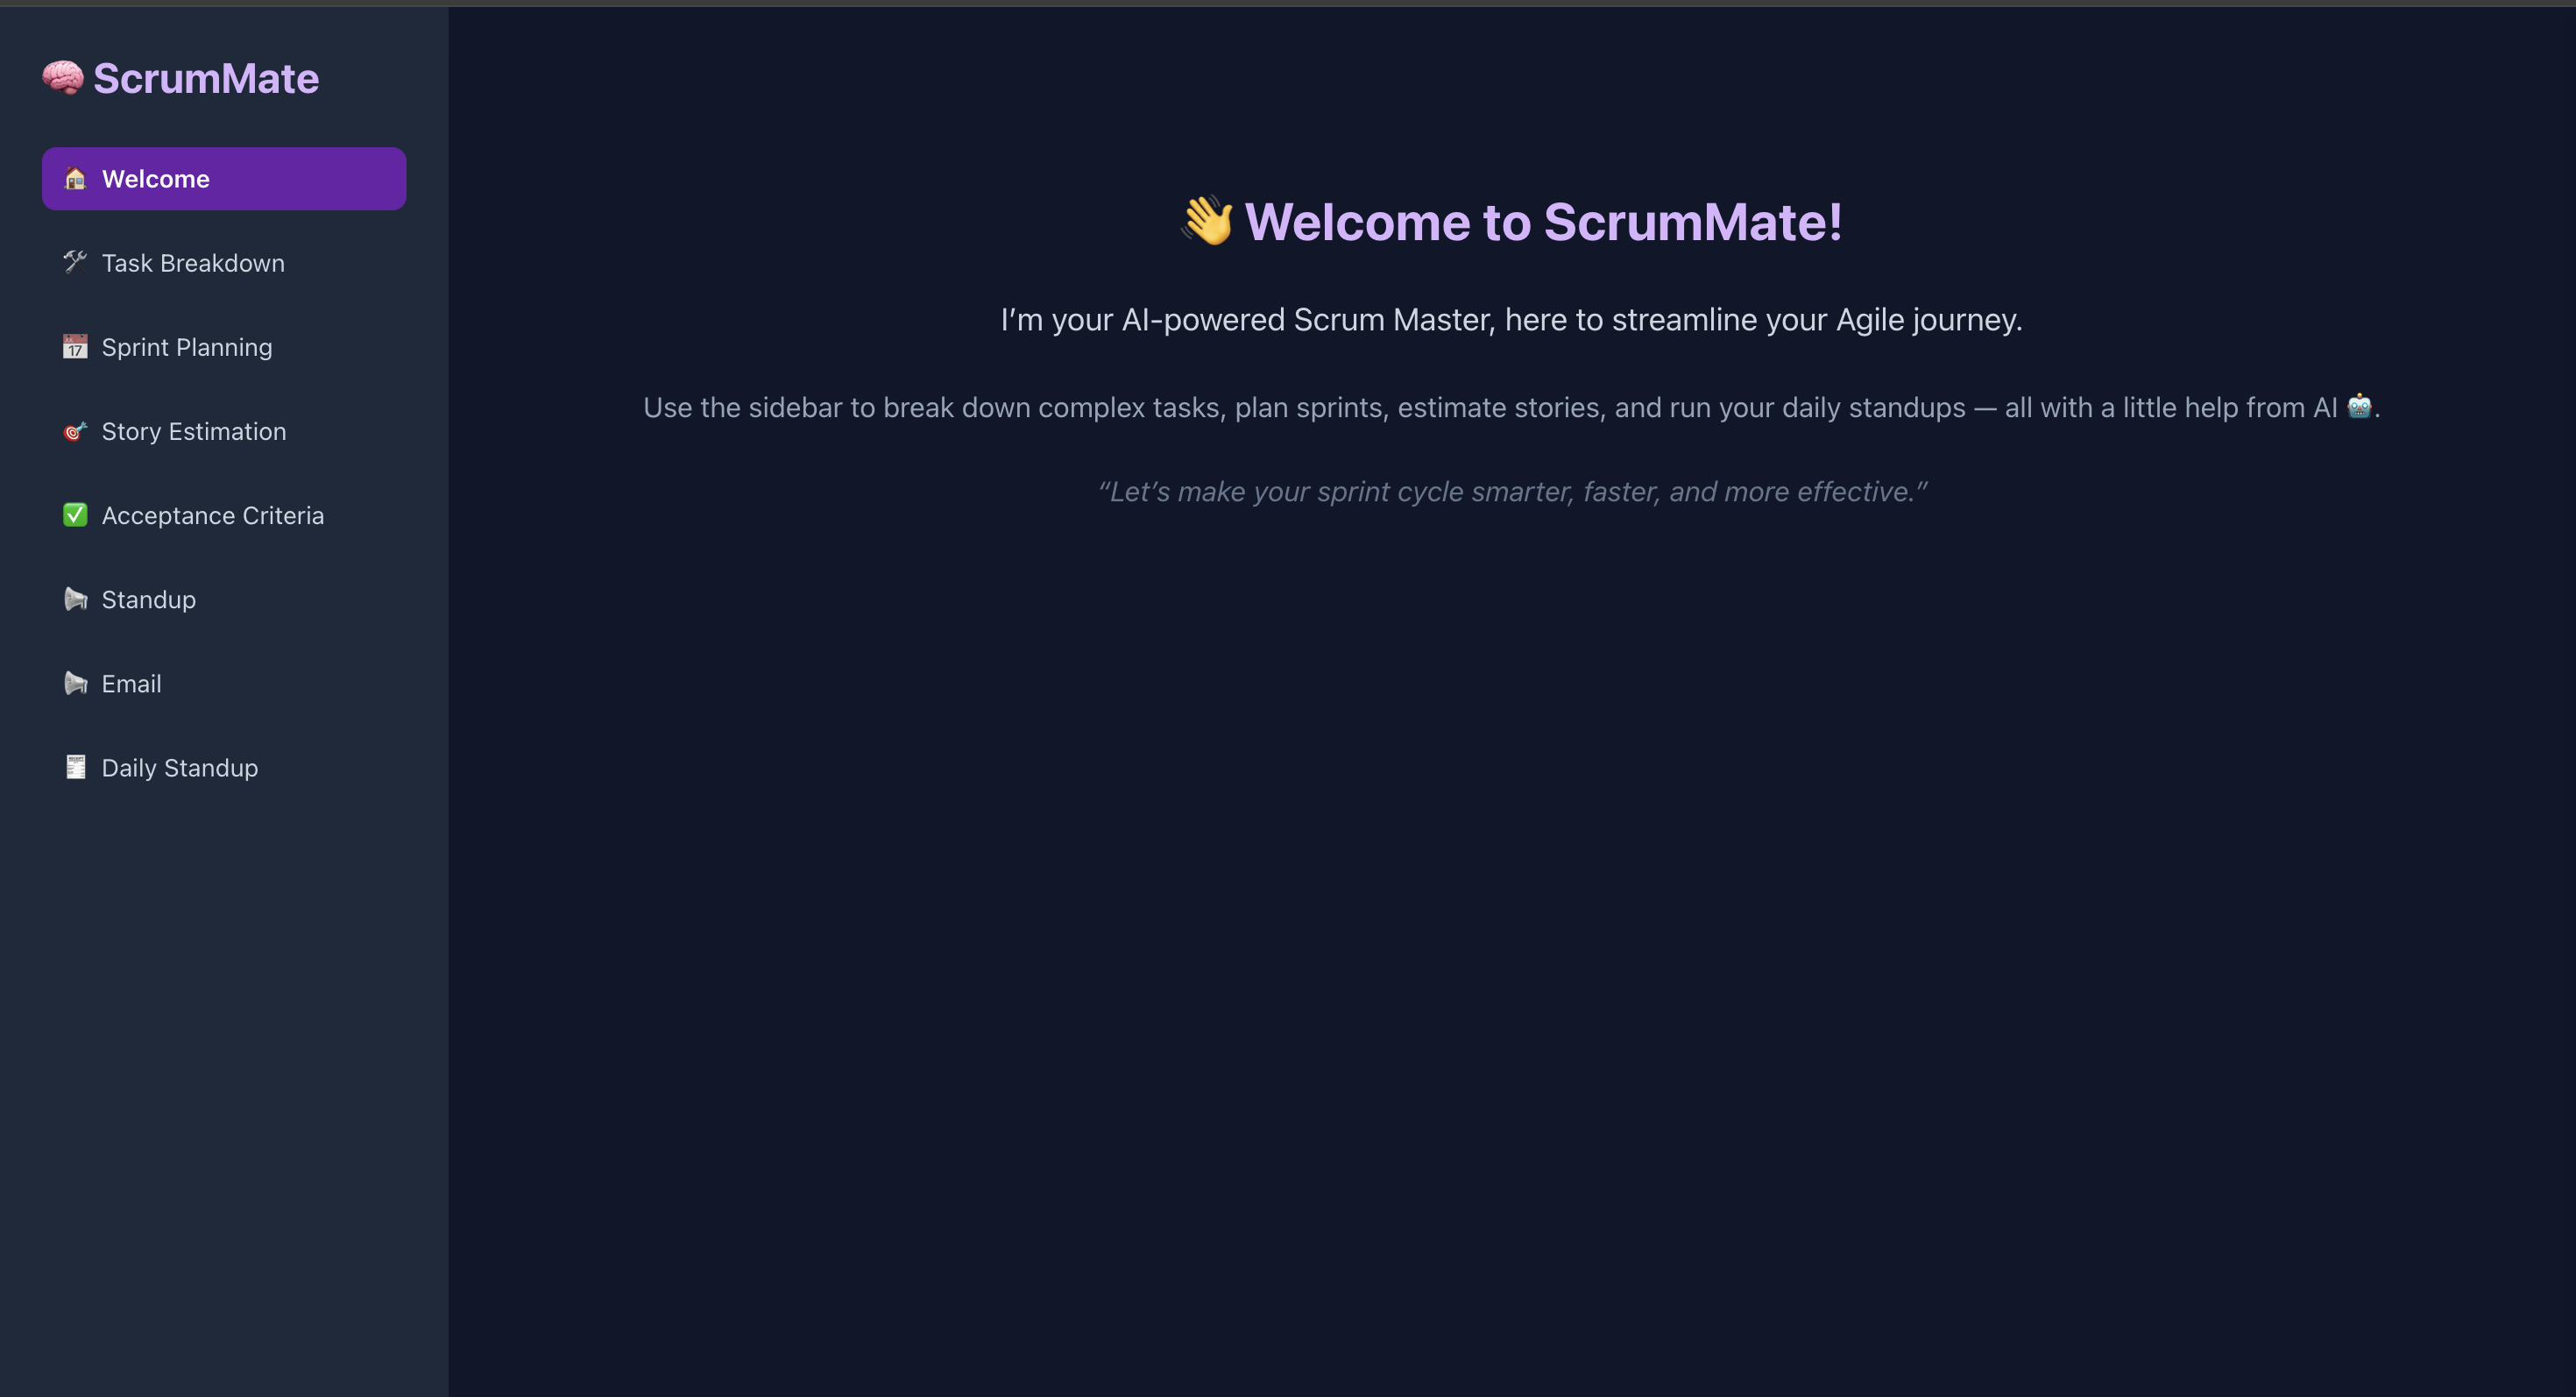 🧠 ScrumMate
🏠 Welcome
🛠 Task Breakdown
📅 Sprint Planning
🎯 Story Estimation
✅ Acceptance Criteria
📢 Standup
📢 Email
🧾 Daily Standup
👋 Welcome to ScrumMate!
I’m your AI-powered Scrum Master, here to streamline your Agile journey.
Use the sidebar to break down complex tasks, plan sprints, estimate stories, and run your daily standups — all with a little help from AI 🤖.
“Let’s make your sprint cycle smarter, faster, and more effective.”